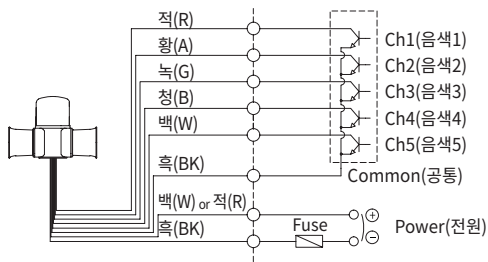 적(R)
황(A)
녹(G)
청(B)
백(W)
흑(BK)
백(W) or 적(R)
흑(BK)
Ch1(음색1)
Ch2(음색2)
Ch3(음색3)
Ch4(음색4)
Ch5(음색5)
Common(공통)
Fuse
+
-
Power(전원)